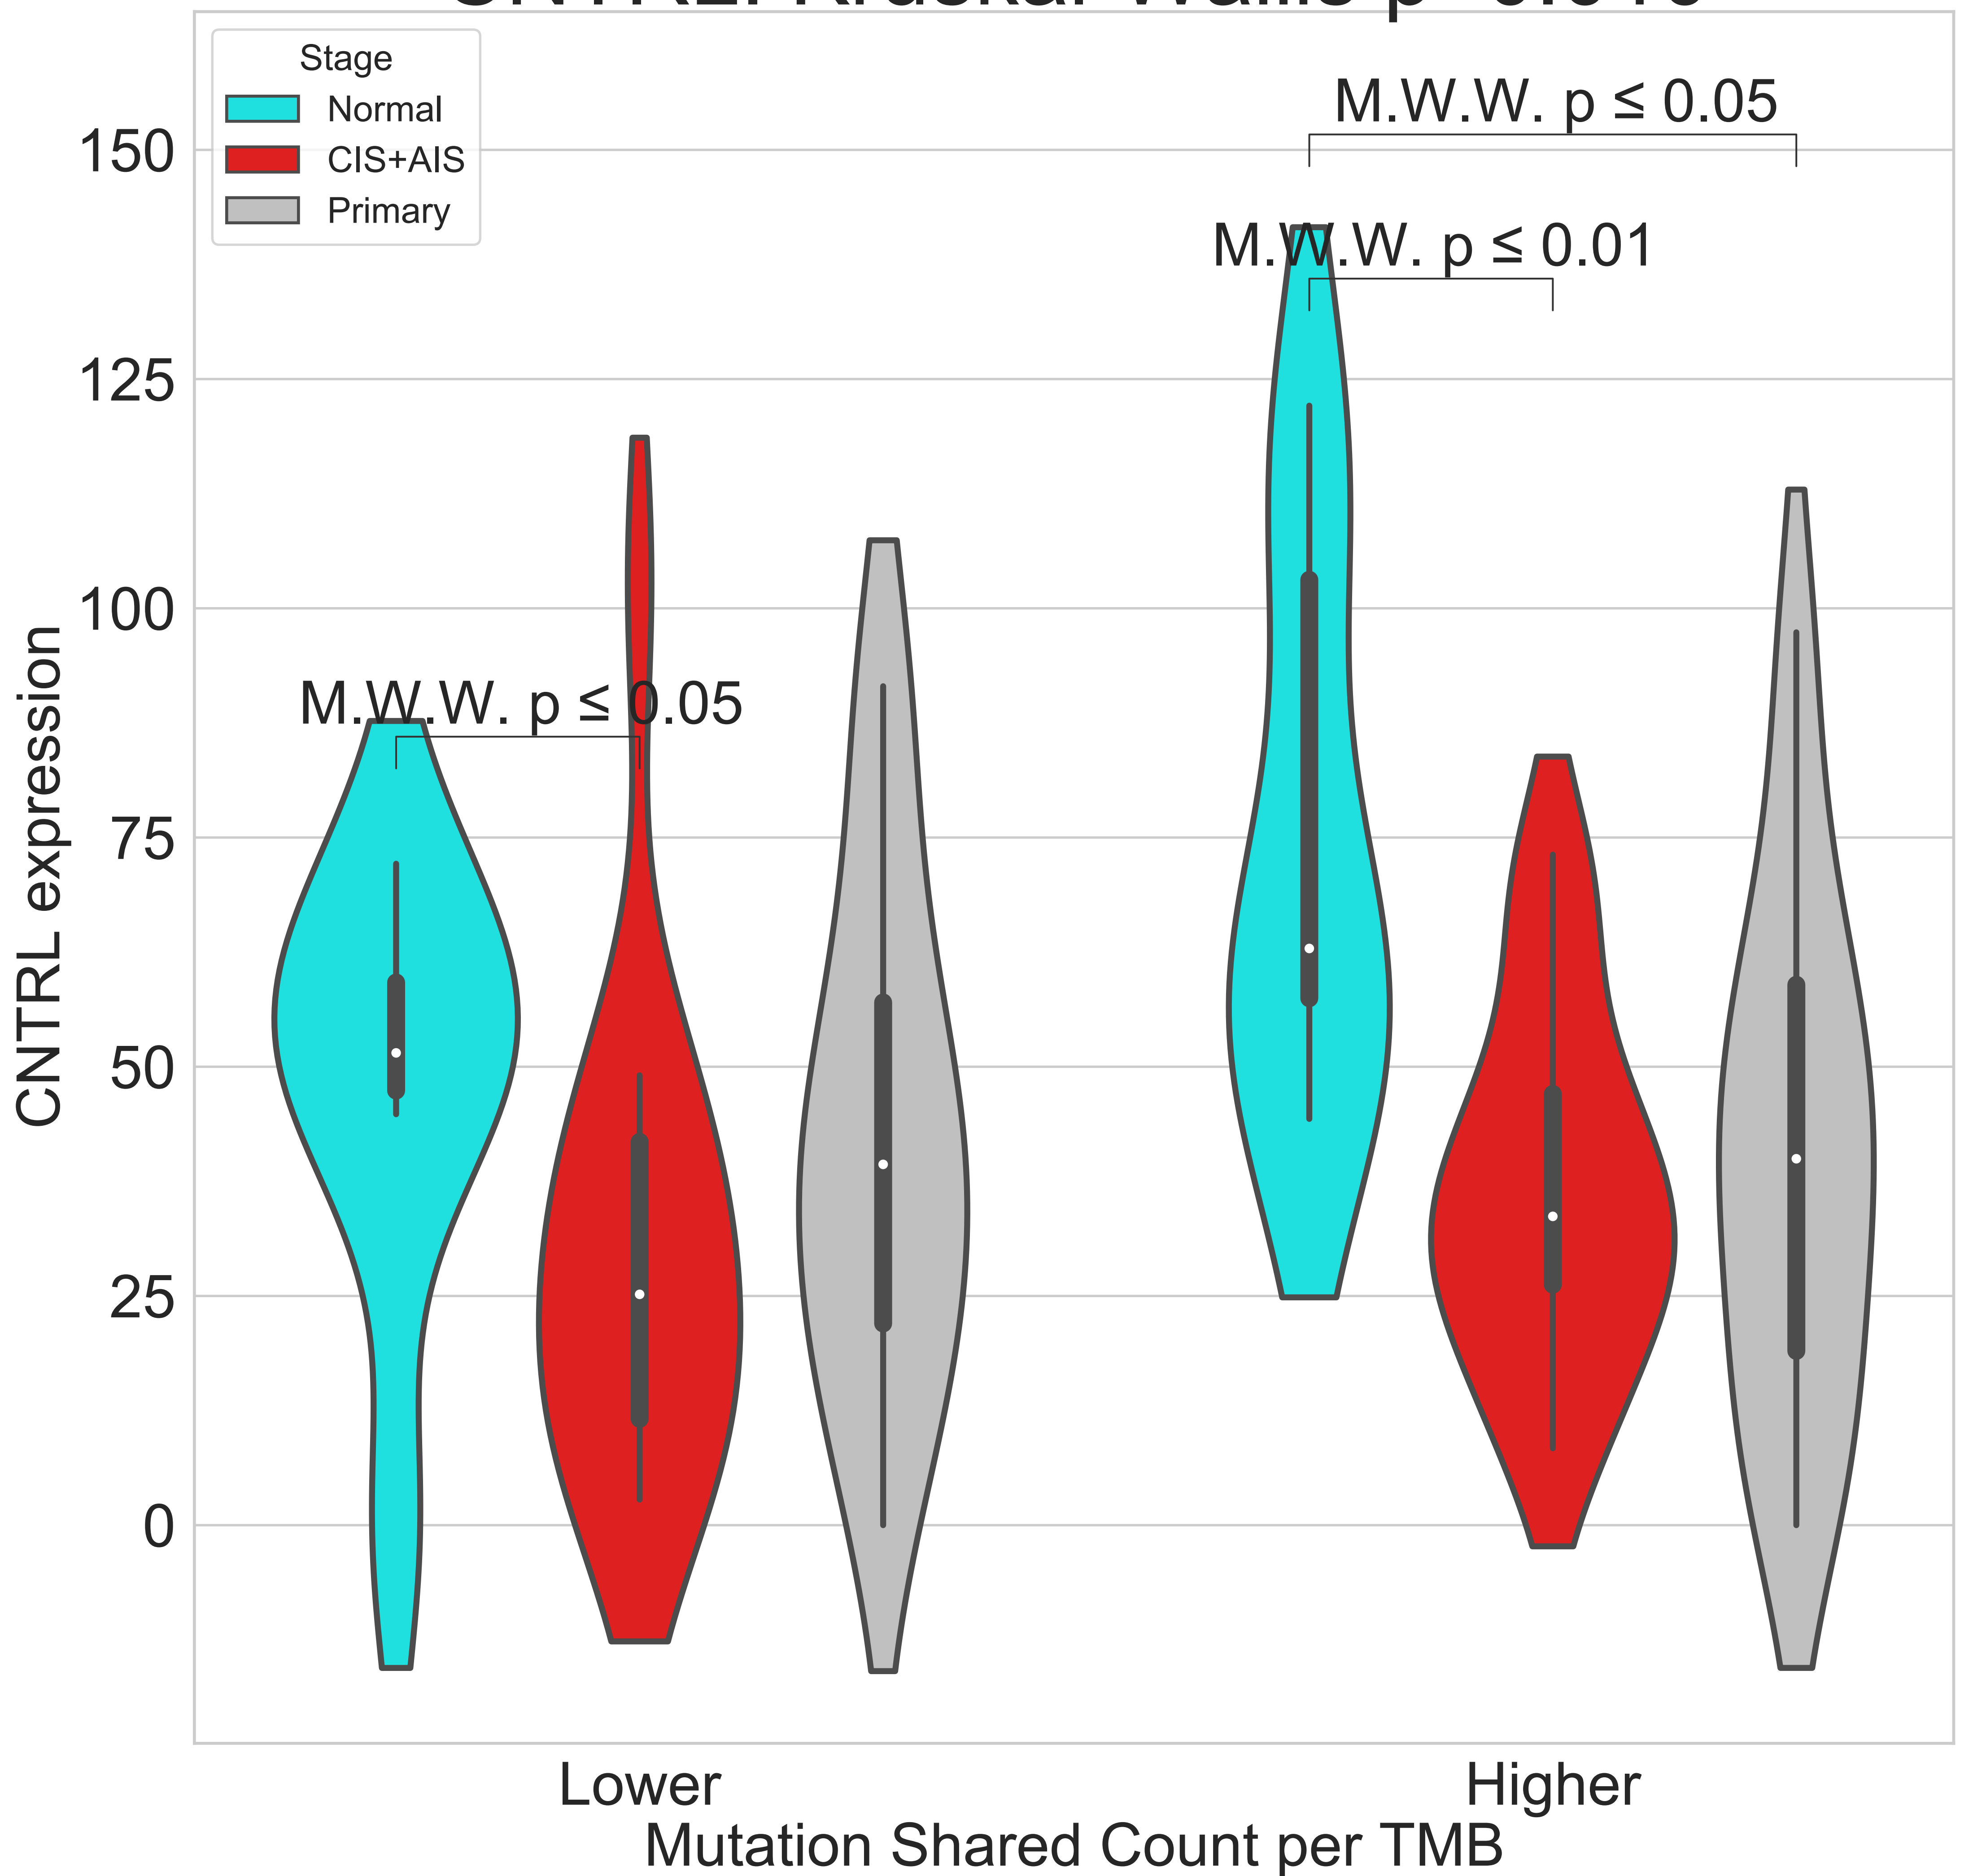 Stage
Normal
CIS+AIS
Primary
M.W.W. p ≤ 0.05
M.W.W. p ≤ 0.01
M.W.W. p ≤ 0.05
150
125
100
75
50
25
0
CNTRL expression
Lower
Higher
Mutation Shared Count per TMB